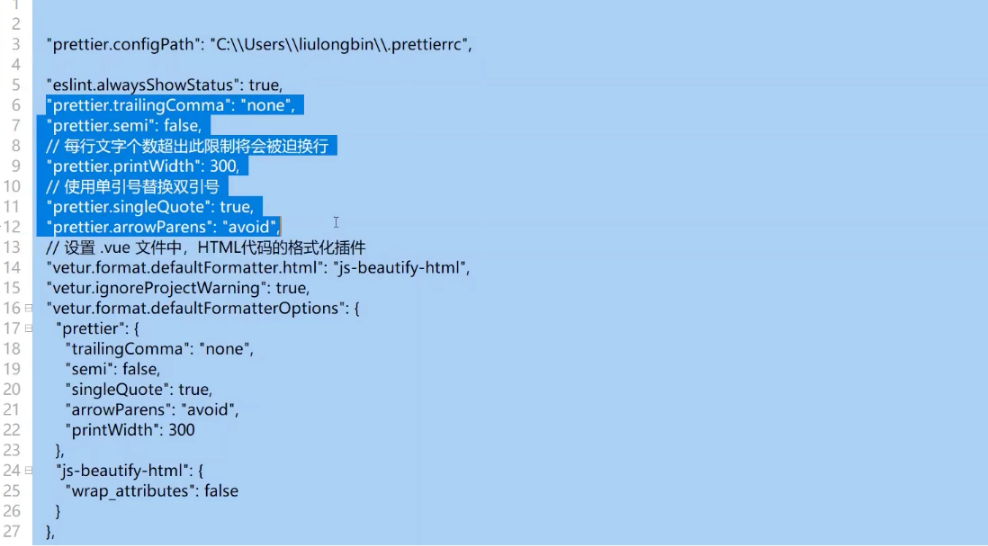 1
2
3 "prettier.configPath": "C:\\Users\\liulongbin\\.prettierrc",
4
5 "eslint.alwaysShowStatus": true,
6 "prettier.trailingComma": "none",
7 "prettier.semi": false,
8 // 每行文字个数超出此限制将会被迫换行
9 "prettier.printWidth": 300,
10 // 使用单引号替换双引号
11 "prettier.singleQuote": true,
12 "prettier.arrowParens": "avoid",
13 // 设置 .vue 文件中，HTML代码的格式化插件
14 "vetur.format.defaultFormatter.html": "js-beautify-html",
15 "vetur.ignoreProjectWarning": true,
16 "vetur.format.defaultFormatterOptions": {
17 "prettier": {
18 "trailingComma": "none",
19 "semi": false,
20 "singleQuote": true,
21 "arrowParens": "avoid",
22 "printWidth": 300
23 },
24 "js-beautify-html": {
25 "wrap_attributes": false
26 }
27 },